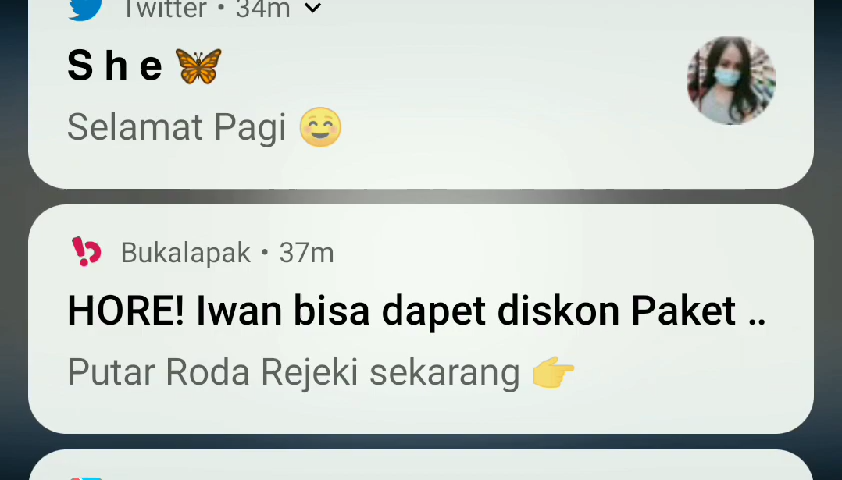 Twitter • 34m
S h e 🦋
Selamat Pagi 😊
Bukalapak • 37m
HORE! Iwan bisa dapet diskon Paket ..
Putar Roda Rejeki sekarang 👉